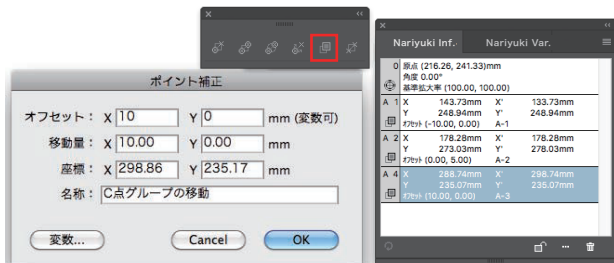 ポイント補正
オフセット： X 10 Y 0 mm (変数可)
移動量： X 10.00 Y 0.00 mm
座標： X 298.86 Y 235.17 mm
名称： C点グループの移動
変数... Cancel OK
Nariyuki Inf. Nariyuki Var.
0 原点 (216.26, 241.33)mm
角度 0.00°
基準拡大率 (100.00, 100.00)
A 1 X 143.73mm X' 133.73mm
Y 248.94mm Y' 248.94mm
オフセット (-10.00, 0.00) A-1
A 2 X 178.28mm X' 178.28mm
Y 273.03mm Y' 278.03mm
オフセット (0.00, 5.00) A-2
A 4 X 288.74mm X' 298.74mm
Y 235.07mm Y' 235.07mm
オフセット (10.00, 0.00) A-3